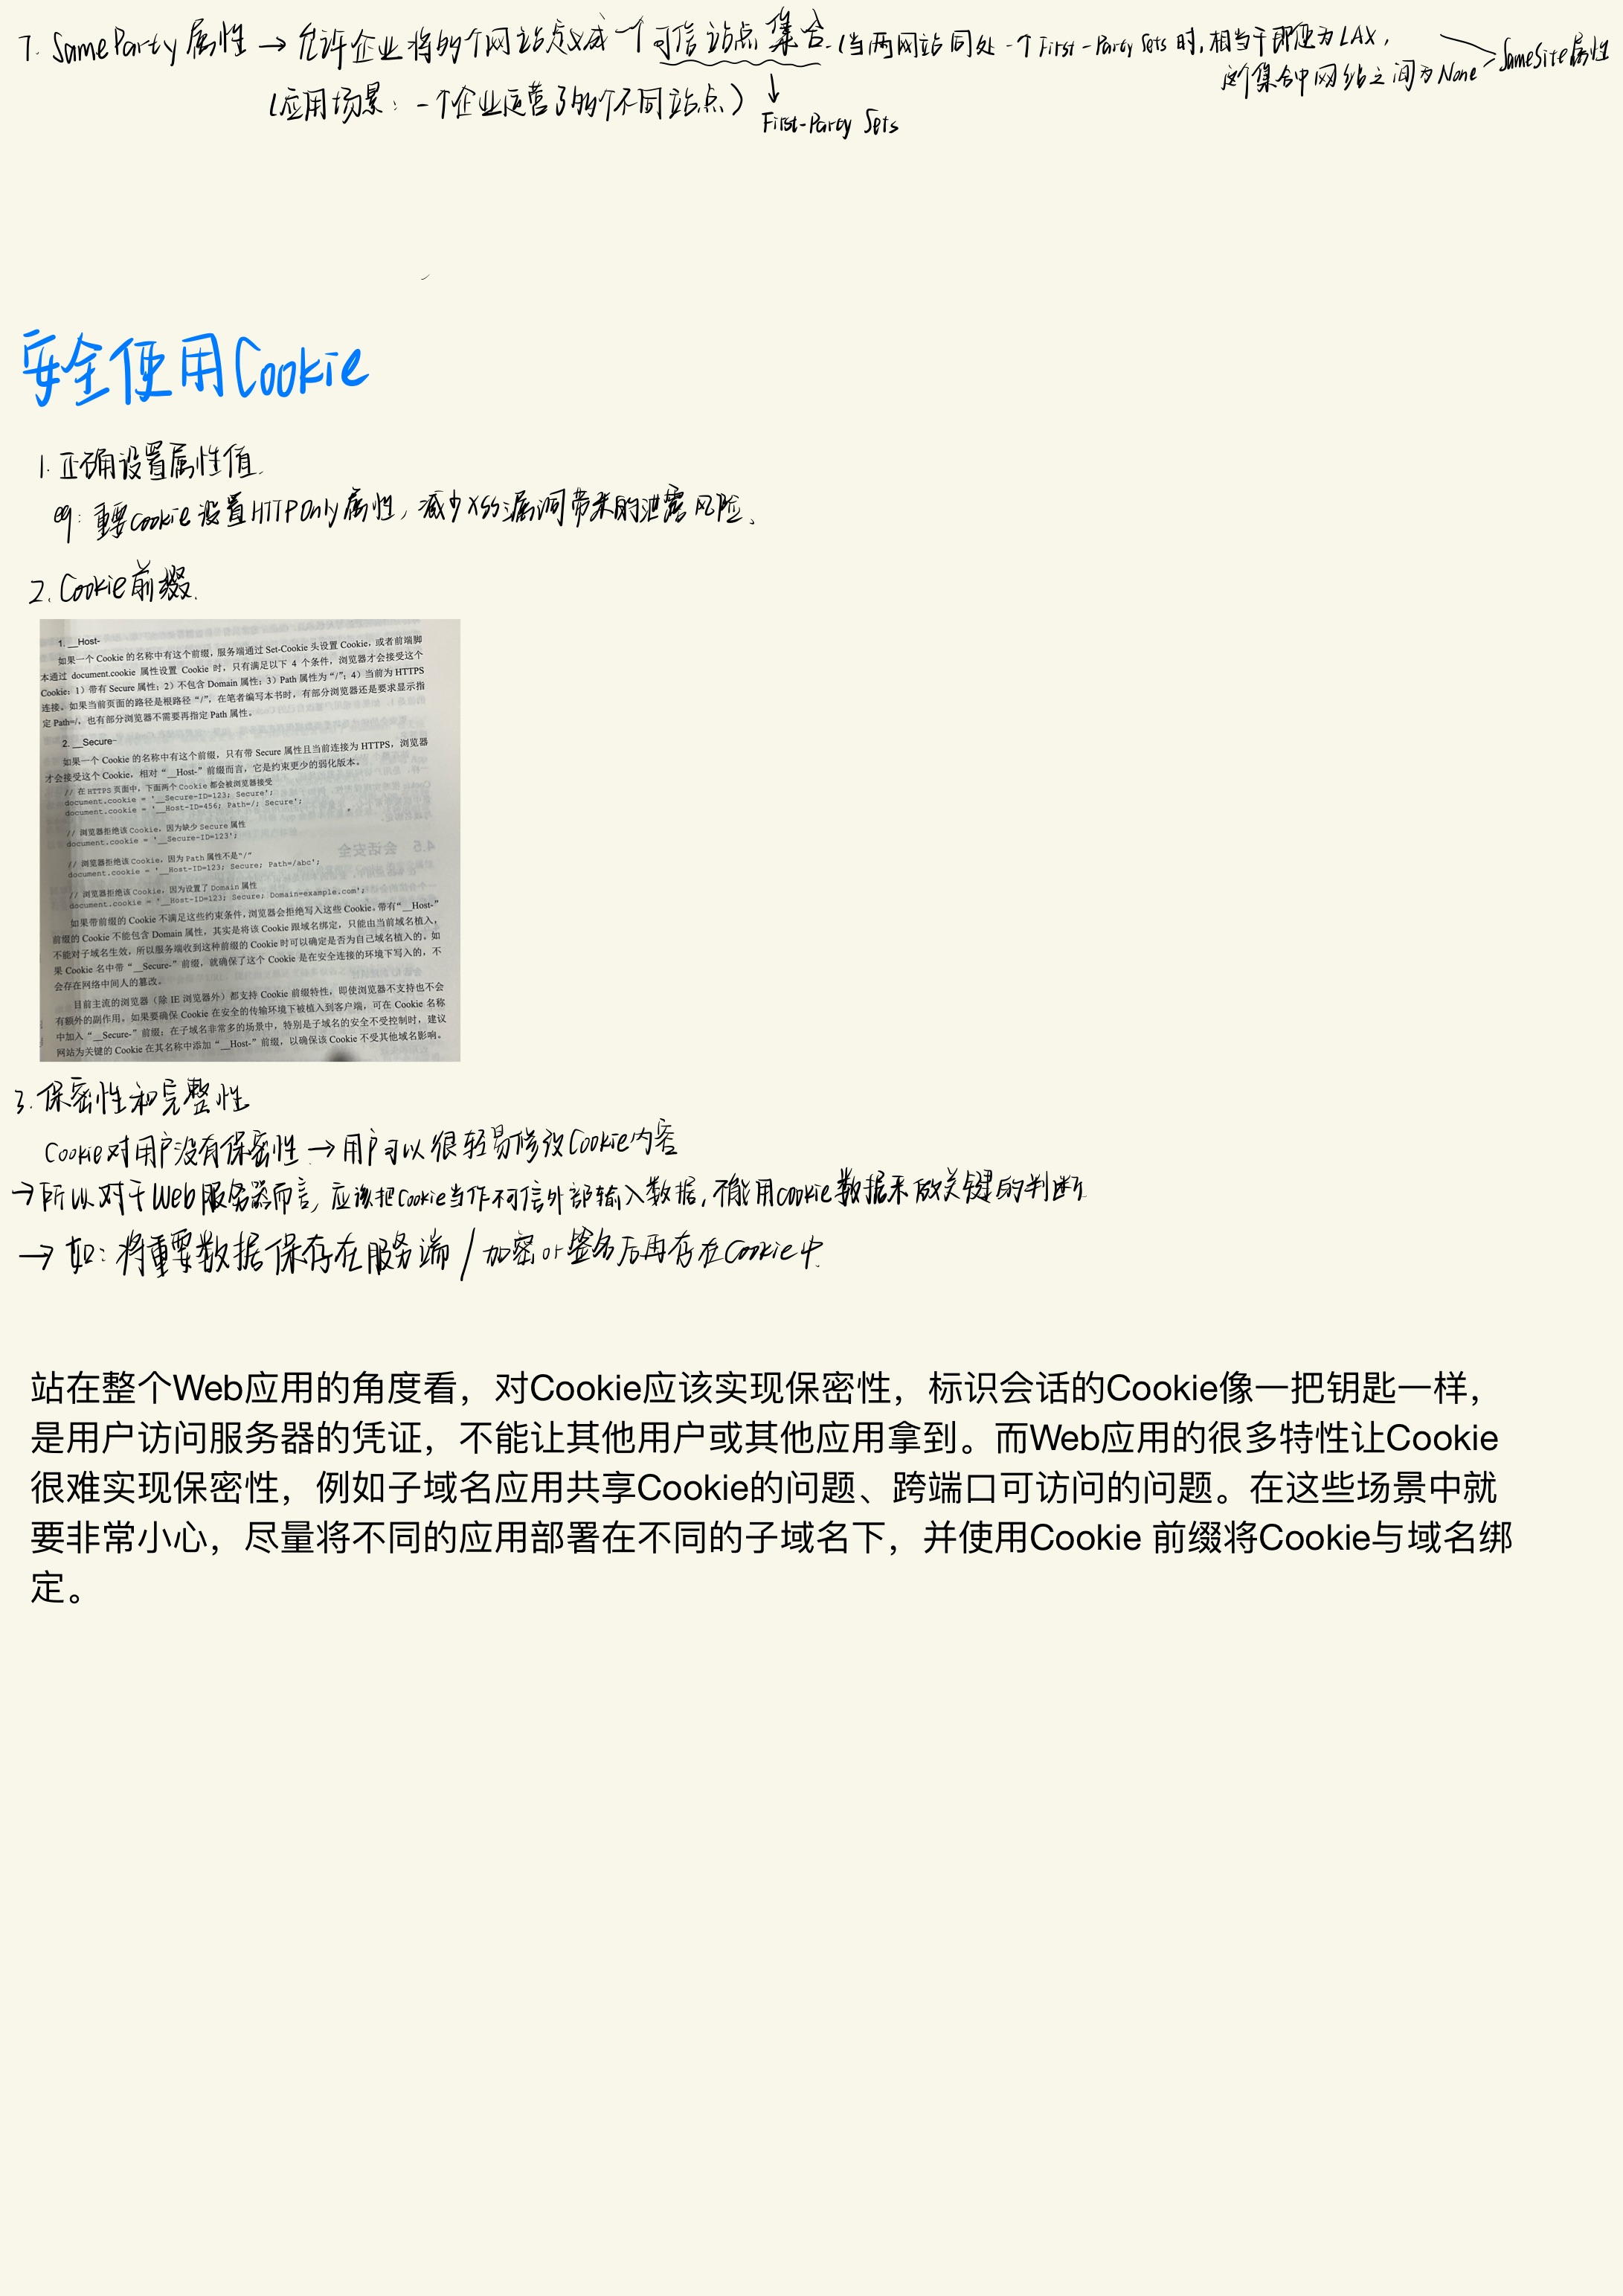 7. SameParty属性 → 允许企业将多个网站定义成一个可信站点集合.(当两网站同处一个First-Party Sets时,相当于即便为LAX,
这个集合中网站之间为None
SameSite属性
(应用场景:一个企业运营了多个不同站点)
↓
First-Party Sets
安全使用Cookie
1. 正确设置属性值.
eg: 重要cookie设置HTTPOnly属性,减少XSS漏洞带来的泄露风险、
2. Cookie前缀.
1. __Host-
如果一个 Cookie 的名称中有这个前缀,服务端通过 Set-Cookie 头设置 Cookie,或者前端脚
本通过 document.cookie 属性设置 Cookie 时,只有满足以下 4 个条件,浏览器才会接受这个
Cookie:1)带有 Secure 属性;2)不包含 Domain 属性;3)Path 属性为“/”;4)当前为 HTTPS
连接。如果当前页面的路径是根路径“/”,在笔者编写本书时,有部分浏览器还是要求显示指
定 Path=/,也有部分浏览器不需要再指定 Path 属性。
2. __Secure-
如果一个 Cookie 的名称中有这个前缀,只有带 Secure 属性且当前连接为 HTTPS,浏览器
才会接受这个 Cookie,相对“__Host-”前缀而言,它是约束更少的弱化版本。
// 在 HTTPS 页面中,下面两个 Cookie 都会被浏览器接受
document.cookie = '__Secure-ID=123; Secure';
document.cookie = '__Host-ID=456; Path=/; Secure';
// 浏览器拒绝该 Cookie,因为缺少 Secure 属性
document.cookie = '__Secure-ID=123';
// 浏览器拒绝该 Cookie,因为 Path 属性不是“/”
document.cookie = '__Host-ID=123; Secure; Path=/abc';
// 浏览器拒绝该 Cookie,因为设置了 Domain 属性
document.cookie = '__Host-ID=123; Secure; Domain=example.com';
如果带前缀的 Cookie 不满足这些约束条件,浏览器会拒绝写入这些 Cookie。带有“__Host-”
前缀的 Cookie 不能包含 Domain 属性,其实是将该 Cookie 跟域名绑定,只能由当前域名植入,
不能对子域名生效,所以服务端收到这种前缀的 Cookie 时可以确定是否为自己域名植入的。如
果 Cookie 名中带“__Secure-”前缀,就确保了这个 Cookie 是在安全连接的环境下写入的,不
会存在网络中间人的篡改。
目前主流的浏览器(除 IE 浏览器外)都支持 Cookie 前缀特性,即使浏览器不支持也不会
有额外的副作用。如果要确保 Cookie 在安全的传输环境下被植入到客户端,可在 Cookie 名称
中加入“__Secure-”前缀;在子域名非常多的场景中,特别是子域名的安全不受控制时,建议
网站为关键的 Cookie 在其名称中添加“__Host-”前缀,以确保该 Cookie 不受其他域名影响。
3. 保密性和完整性
Cookie对用户没有保密性 → 用户可以很轻易修改Cookie内容
→ 所以对于Web服务器而言,应该把Cookie当作不可信外部输入数据,不能用cookie数据来做关键的判断
→ 如:将重要数据保存在服务端 / 加密or签名后再存在Cookie中.
站在整个Web应用的角度看,对Cookie应该实现保密性,标识会话的Cookie像一把钥匙一样,
是用户访问服务器的凭证,不能让其他用户或其他应用拿到。而Web应用的很多特性让Cookie
很难实现保密性,例如子域名应用共享Cookie的问题、跨端口可访问的问题。在这些场景中就
要非常小心,尽量将不同的应用部署在不同的子域名下,并使用Cookie 前缀将Cookie与域名绑
定。